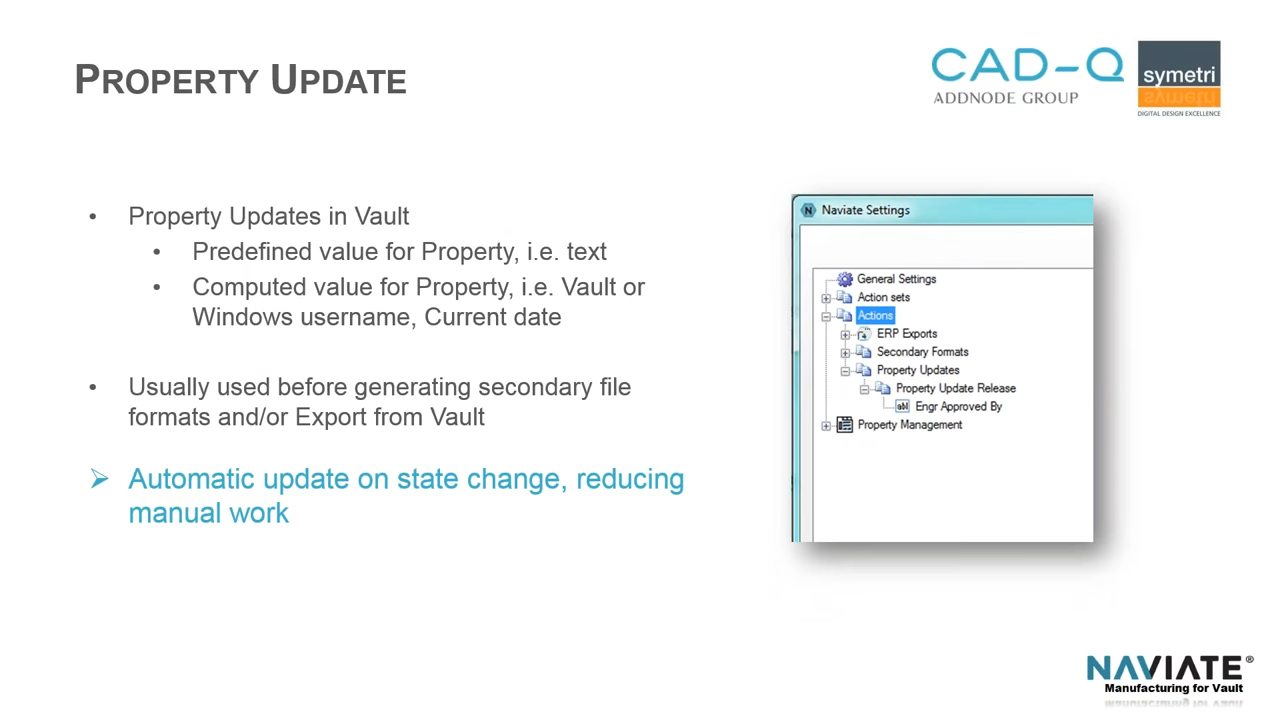 PROPERTY UPDATE
CAD-Q
ADDNODE GROUP
symetri
DIGITAL DESIGN EXCELLENCE
• Property Updates in Vault
• Predefined value for Property, i.e. text
• Computed value for Property, i.e. Vault or
Windows username, Current date
• Usually used before generating secondary file
formats and/or Export from Vault
➢ Automatic update on state change, reducing
manual work
N Naviate Settings
General Settings
Action sets
Actions
ERP Exports
Secondary Formats
Property Updates
Property Update Release
abl Engr Approved By
Property Management
NAVIATE®
Manufacturing for Vault